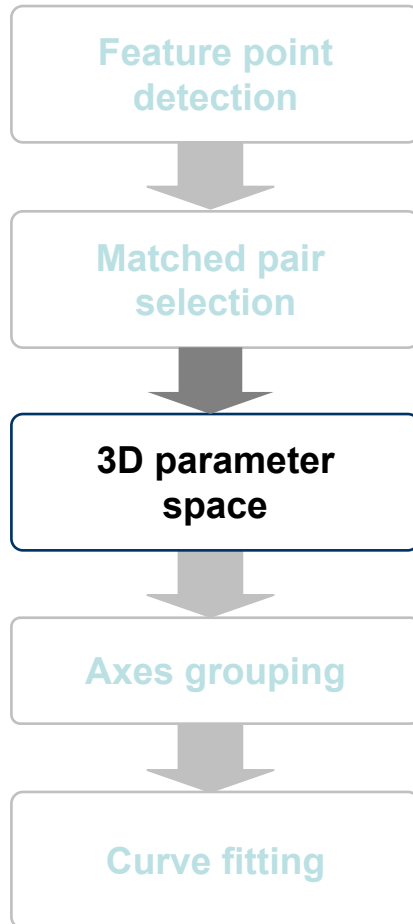 Feature point
detection
Matched pair
selection
3D parameter
space
Axes grouping
Curve fitting